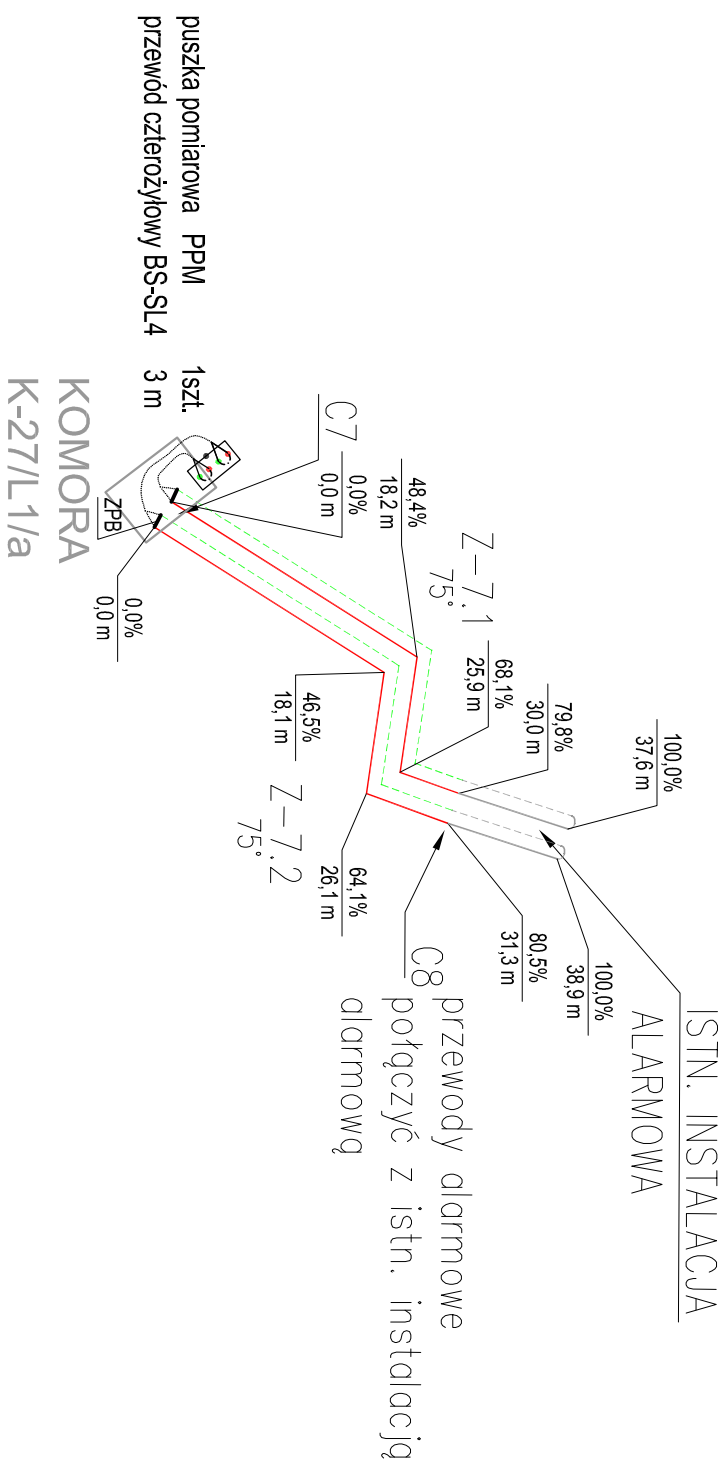 ISTN. INSTALACJA
ALARMOWA
100,0%
37,6 m
100,0%
38,9 m
79,8%
30,0 m
80,5%
31,3 m
68,1%
25,9 m
Z-7.1
75°
64,1%
26,1 m
48,4%
18,2 m
46,5%
18,1 m
Z-7.2
75°
C8
przewody alarmowe
połączyć z istn. instalacją
alarmową
C7
0,0%
0,0 m
0,0%
0,0 m
ZPB
puszka pomiarowa PPM 1szt.
przewód czterożyłowy BS-SL4 3 m
KOMORA
K-27/L1/a